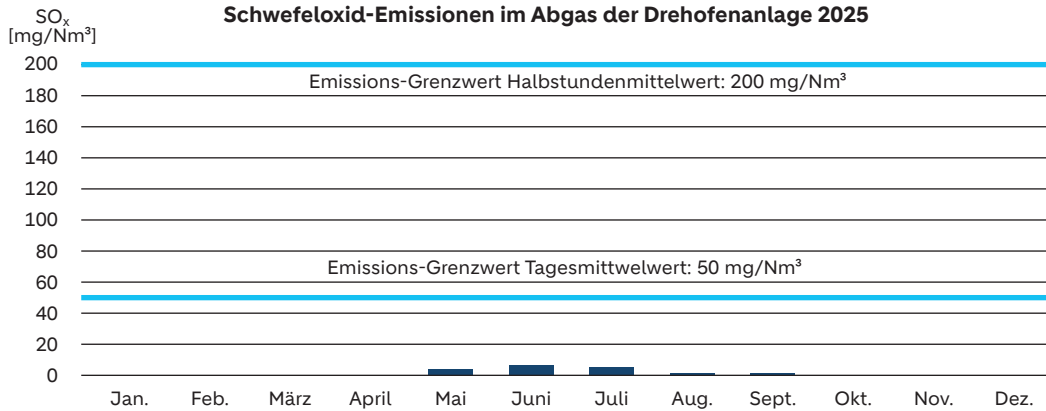 Schwefeloxid-Emissionen im Abgas der Drehofenanlage 2025
SOₓ
[mg/Nm³]
200
Emissions-Grenzwert Halbstundenmittelwert: 200 mg/Nm³
180
160
140
120
100
80
Emissions-Grenzwert Tagesmittwelwert: 50 mg/Nm³
60
40
20
0
Jan. Feb. März April Mai Juni Juli Aug. Sept. Okt. Nov. Dez.